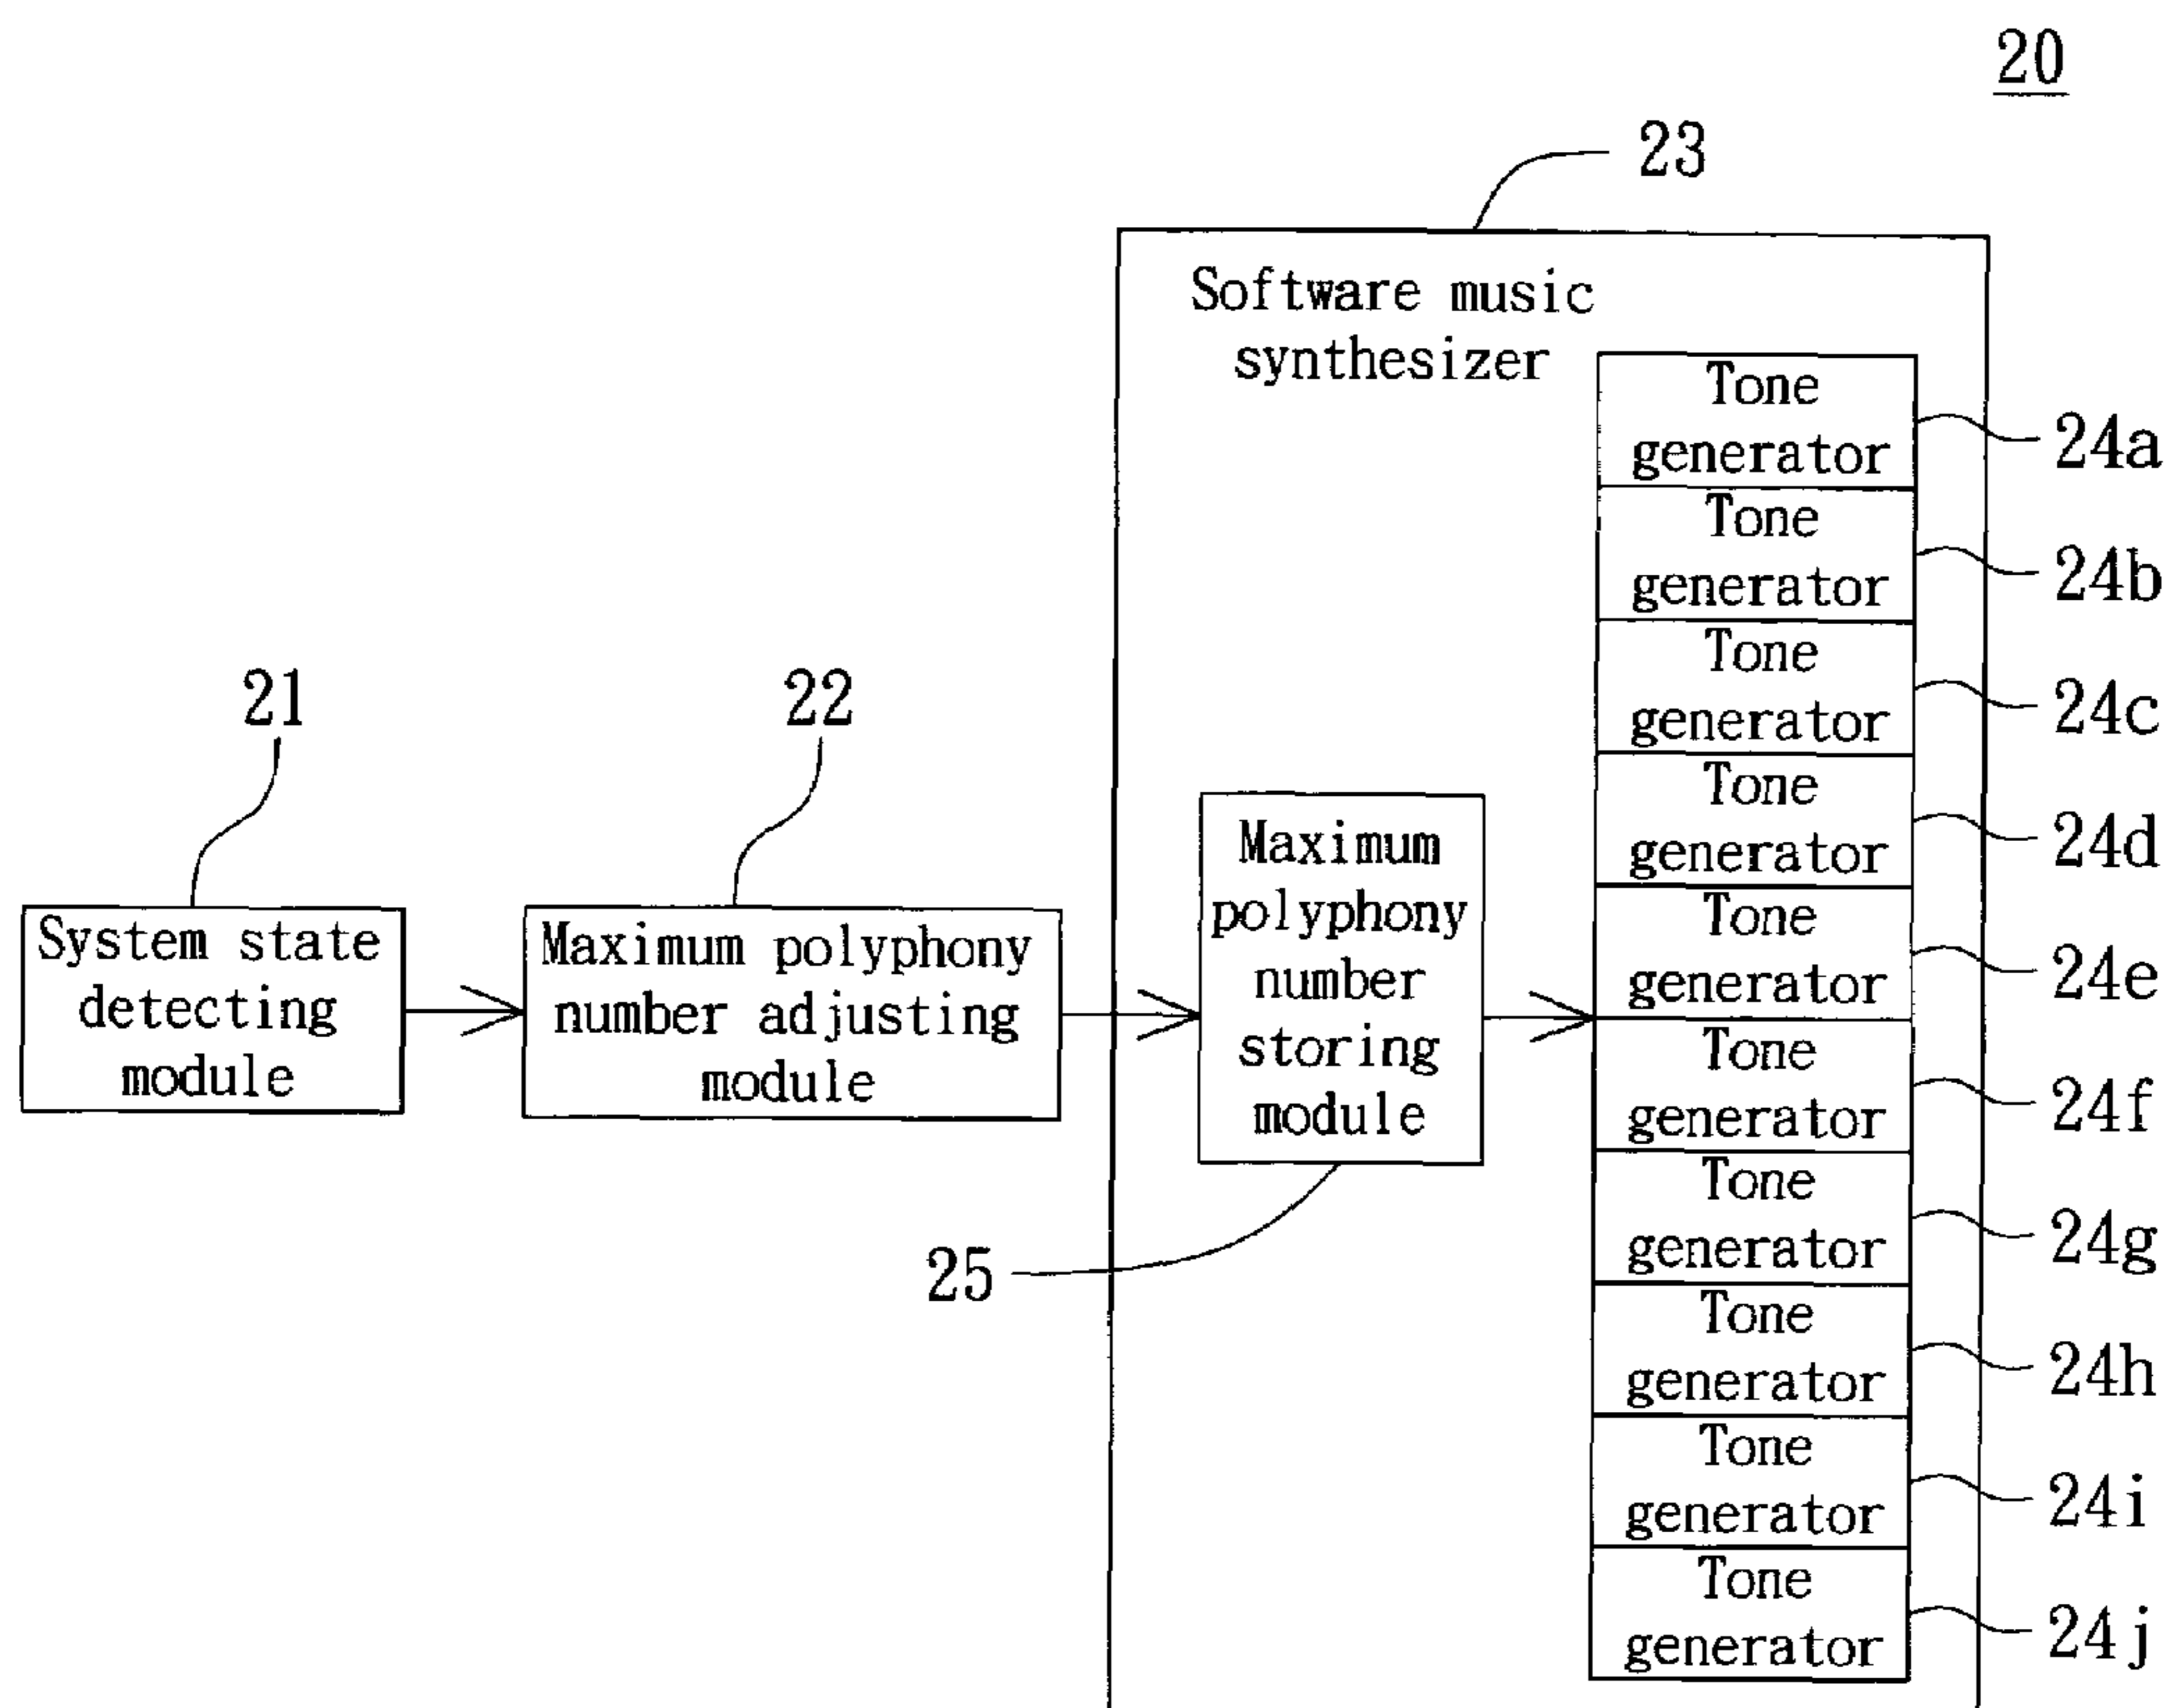 20
23
Software music
synthesizer
Tone
generator
24a
Tone
generator
24b
Tone
generator
24c
Tone
generator
24d
Tone
generator
24e
Tone
generator
24f
Tone
generator
24g
Tone
generator
24h
Tone
generator
24i
Tone
generator
24j
21
System state
detecting
module
22
Maximum polyphony
number adjusting
module
Maximum
polyphony
number
storing
module
25